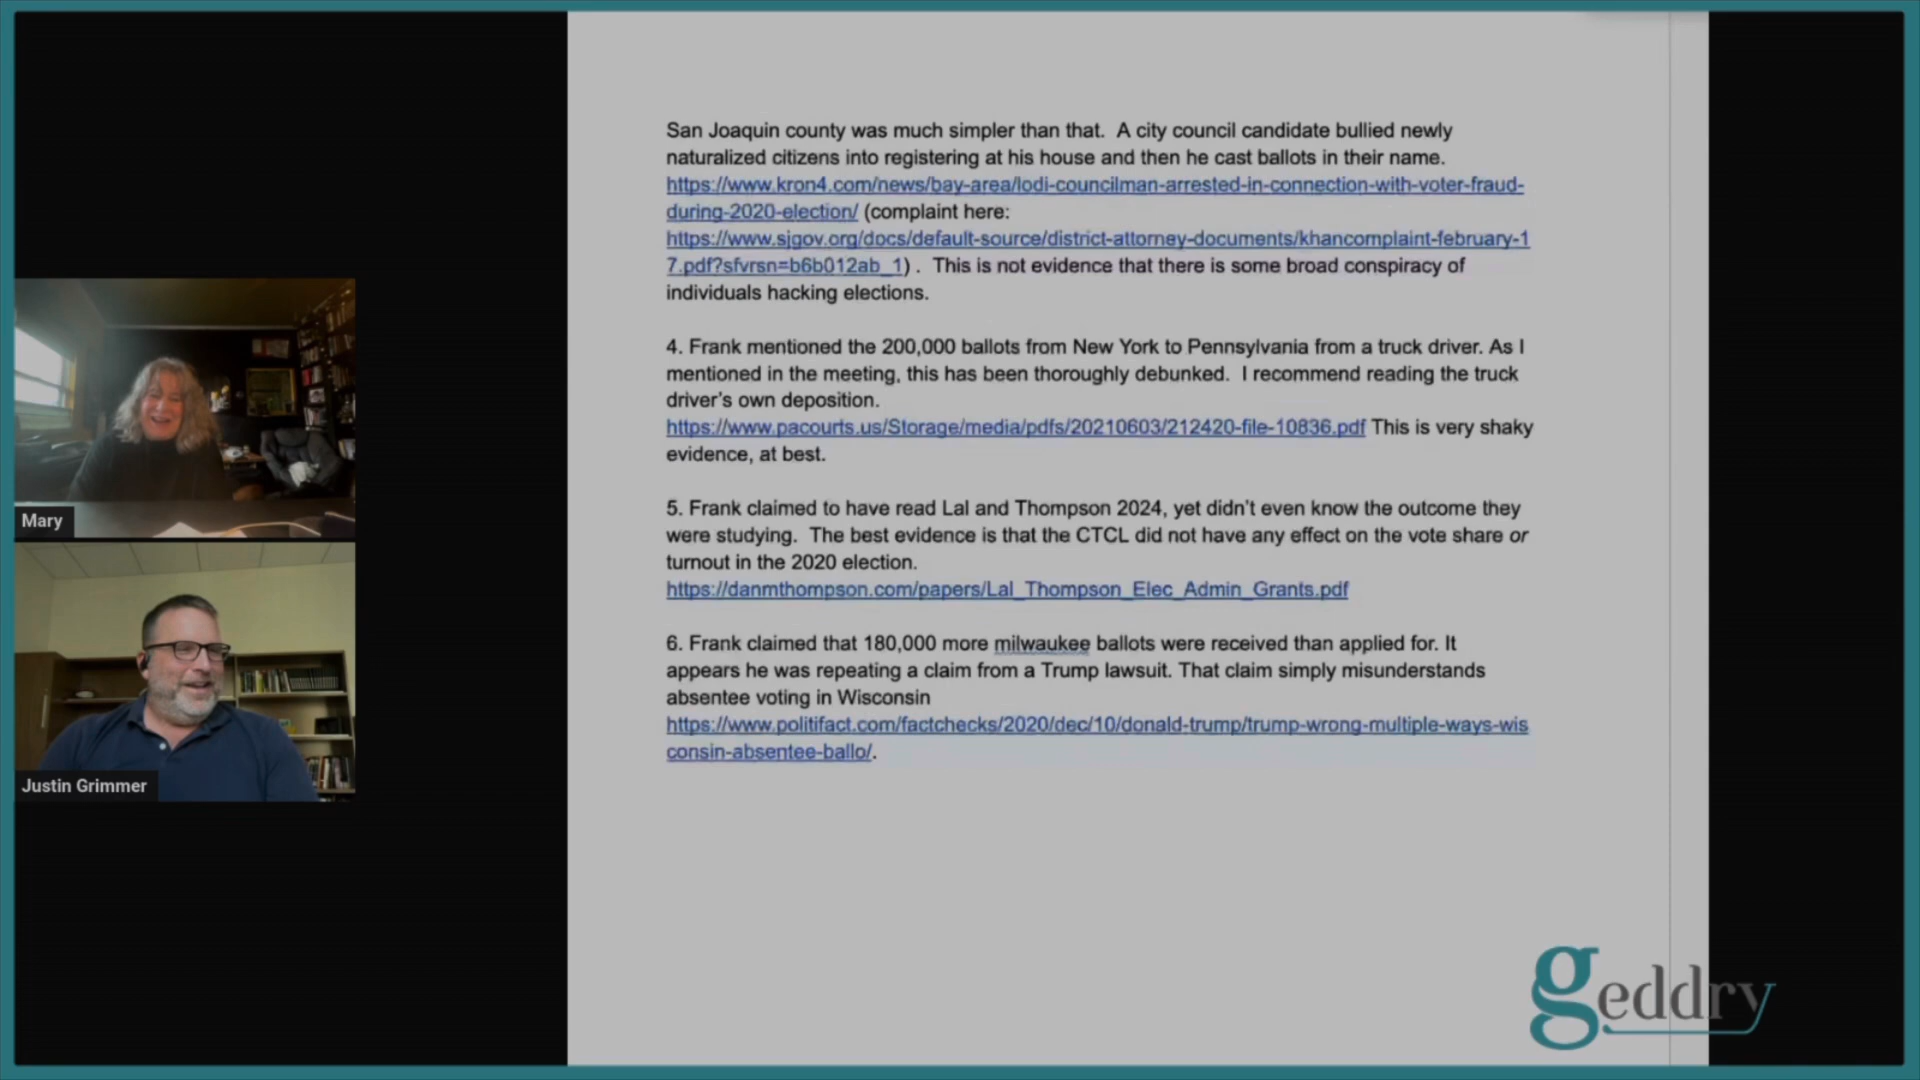 San Joaquin county was much simpler than that. A city council candidate bullied newly
naturalized citizens into registering at his house and then he cast ballots in their name.
https://www.kron4.com/news/bay-area/lodi-councilman-arrested-in-connection-with-voter-fraud-
during-2020-election/ (complaint here:
https://www.sjgov.org/docs/default-source/district-attorney-documents/khancomplaint-february-1
7.pdf?sfvrsn=b6b012ab_1) . This is not evidence that there is some broad conspiracy of
individuals hacking elections.
4. Frank mentioned the 200,000 ballots from New York to Pennsylvania from a truck driver. As I
mentioned in the meeting, this has been thoroughly debunked. I recommend reading the truck
driver's own deposition.
https://www.pacourts.us/Storage/media/pdfs/20210603/212420-file-10836.pdf This is very shaky
evidence, at best.
5. Frank claimed to have read Lal and Thompson 2024, yet didn't even know the outcome they
were studying. The best evidence is that the CTCL did not have any effect on the vote share or
turnout in the 2020 election.
https://danmthompson.com/papers/Lal_Thompson_Elec_Admin_Grants.pdf
6. Frank claimed that 180,000 more milwaukee ballots were received than applied for. It
appears he was repeating a claim from a Trump lawsuit. That claim simply misunderstands
absentee voting in Wisconsin
https://www.politifact.com/factchecks/2020/dec/10/donald-trump/trump-wrong-multiple-ways-wis
consin-absentee-ballo/.
Mary
Justin Grimmer
geddry